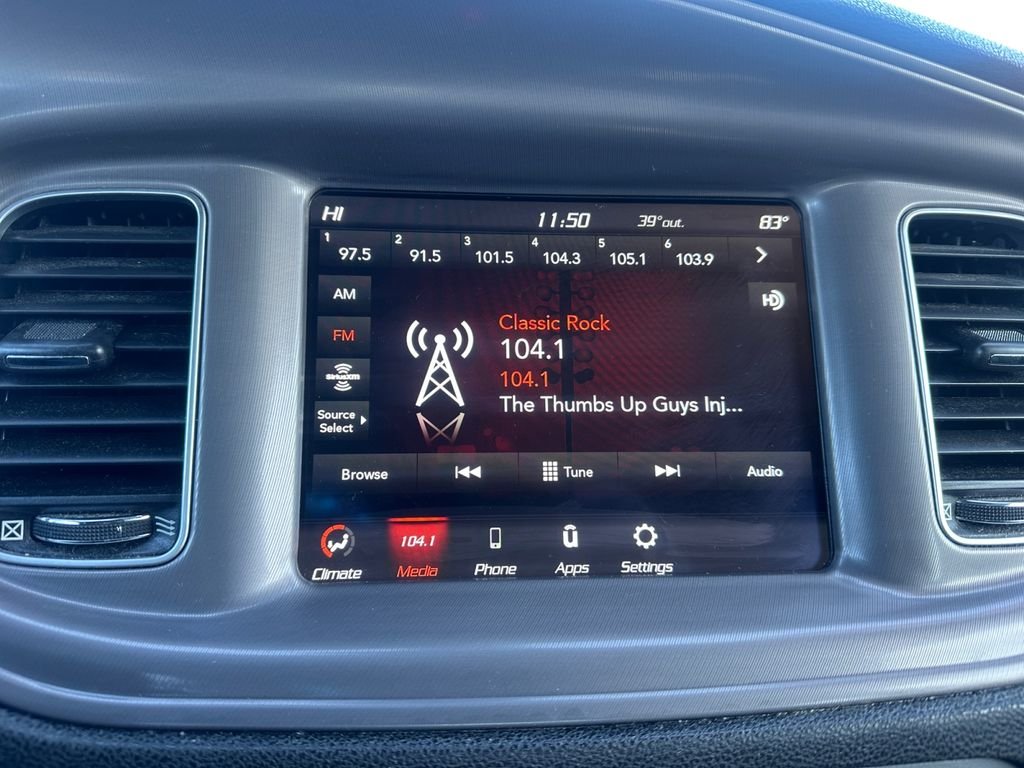 HI 11:50 39°out. 83°
1 97.5 2 91.5 3 101.5 4 104.3 5 105.1 6 103.9
AM
HD
FM
Classic Rock
104.1
SiriusXM
104.1
The Thumbs Up Guys Inj...
Source
Select
Browse Tune Audio
104.1
Climate Media Phone Apps Settings